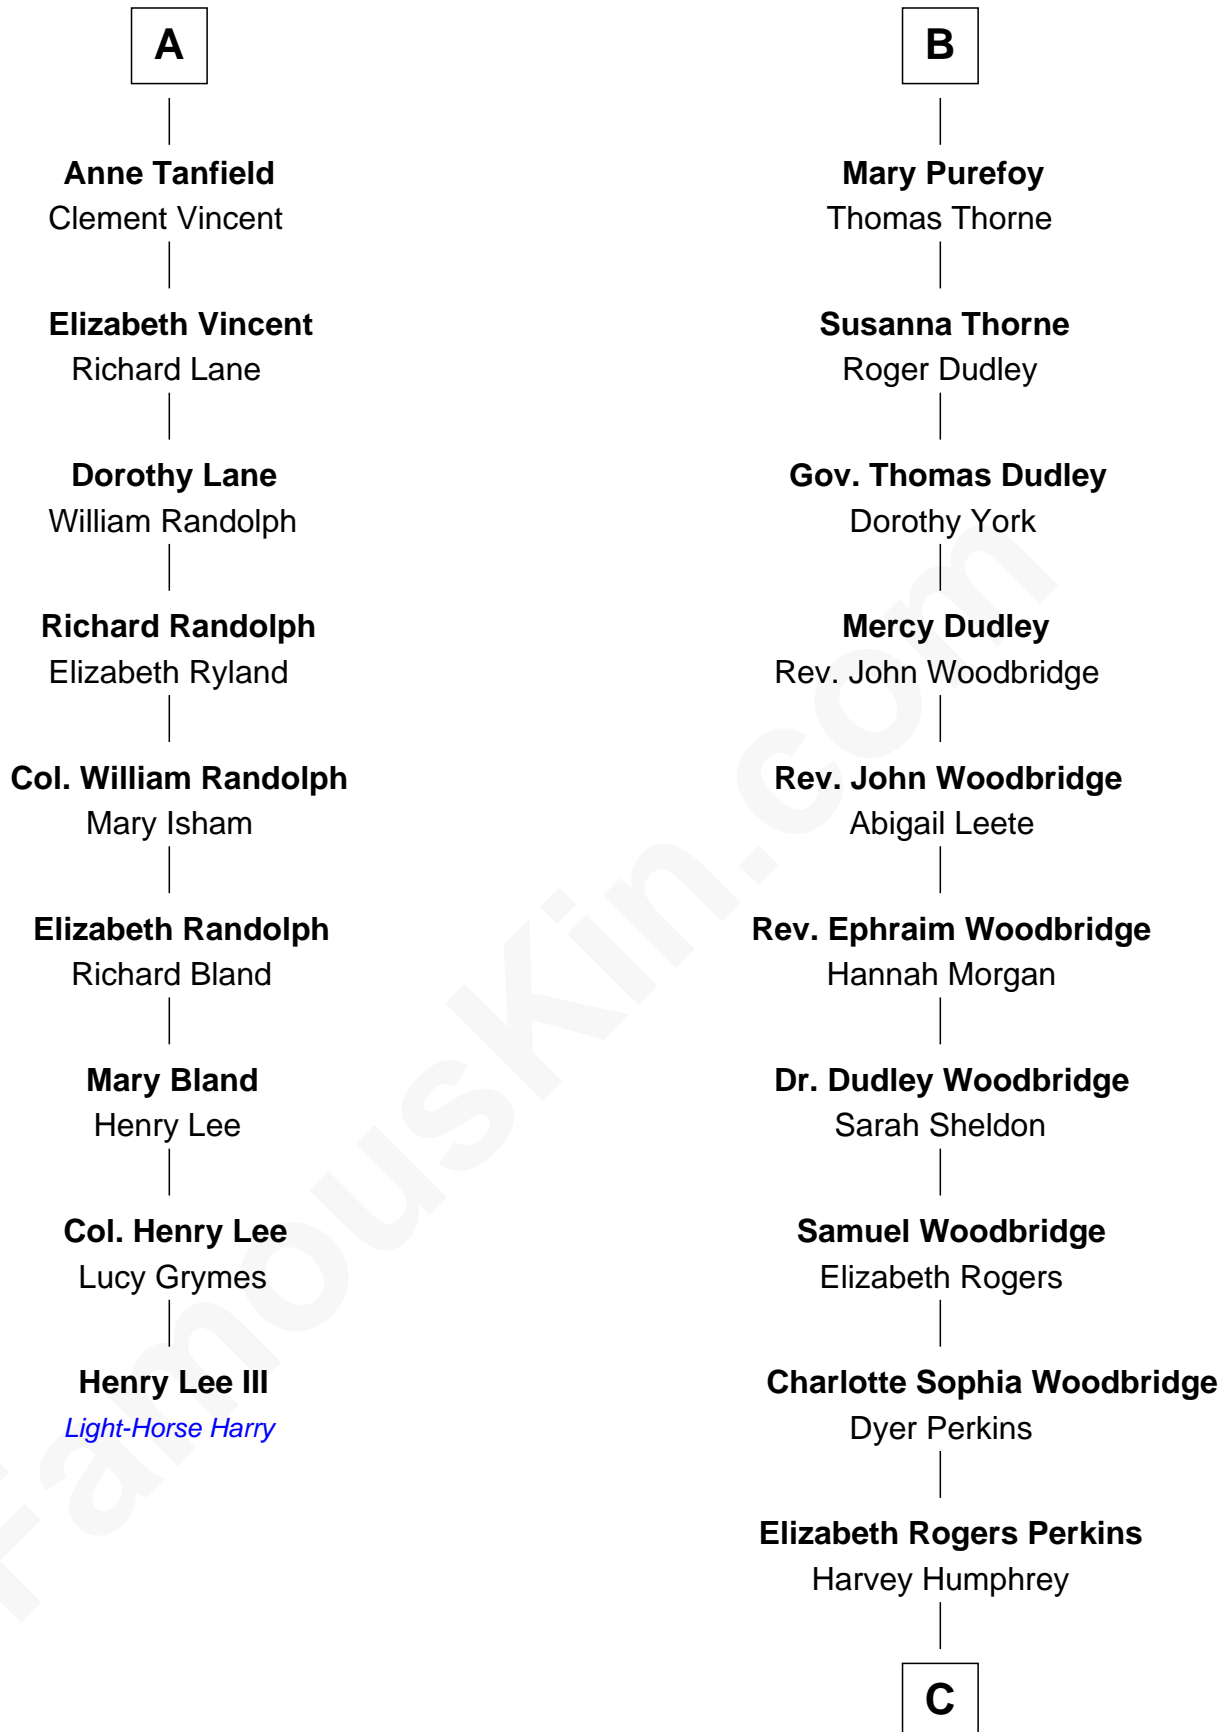 A
Anne Tanfield
Clement Vincent
Elizabeth Vincent
Richard Lane
Dorothy Lane
William Randolph
Richard Randolph
Elizabeth Ryland
Col. William Randolph
Mary Isham
Elizabeth Randolph
Richard Bland
Mary Bland
Henry Lee
Col. Henry Lee
Lucy Grymes
Henry Lee III
Light-Horse Harry
B
Mary Purefoy
Thomas Thorne
Susanna Thorne
Roger Dudley
Gov. Thomas Dudley
Dorothy York
Mercy Dudley
Rev. John Woodbridge
Rev. John Woodbridge
Abigail Leete
Rev. Ephraim Woodbridge
Hannah Morgan
Dr. Dudley Woodbridge
Sarah Sheldon
Samuel Woodbridge
Elizabeth Rogers
Charlotte Sophia Woodbridge
Dyer Perkins
Elizabeth Rogers Perkins
Harvey Humphrey
C
FamousKin.com